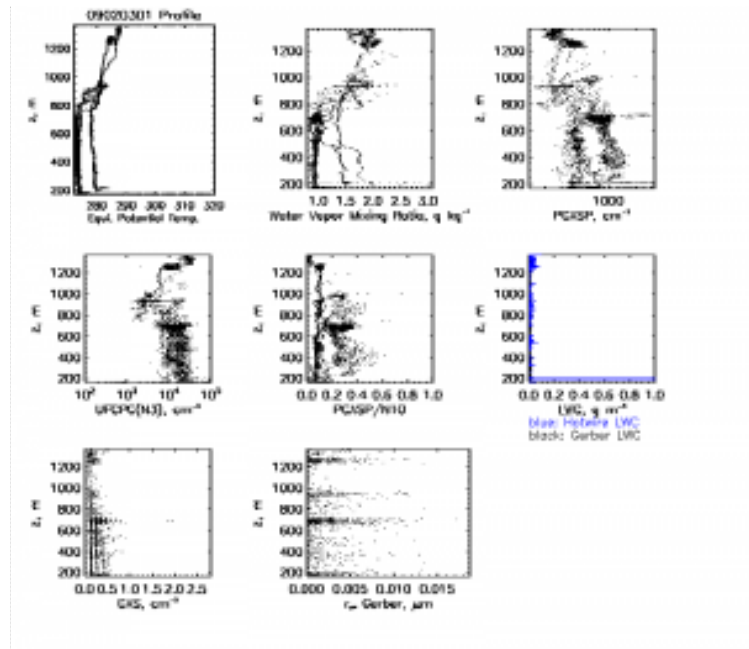 09020301 Profile
z, m
1200
1000
800
600
400
200
280 290 300 310 320
Equi. Potential Temp.
z, m
1200
1000
800
600
400
200
1.0 1.5 2.0 2.5 3.0
Water Vapor Mixing Ratio, g kg⁻¹
z, m
1200
1000
800
600
400
200
1000
PCASP, cm⁻³
z, m
1200
1000
800
600
400
200
10² 10³ 10⁴ 10⁵
UFCPC(N3), cm⁻³
z, m
1200
1000
800
600
400
200
0.0 0.2 0.4 0.6 0.8 1.0
PCASP/N10
z, m
1200
1000
800
600
400
200
0.0 0.2 0.4 0.6 0.8 1.0
LWC, g m⁻³
blue: Hotwire LWC
black: Gerber LWC
z, m
1200
1000
800
600
400
200
0.0 0.5 1.0 1.5 2.0 2.5
cm⁻³
z, m
1200
1000
800
600
400
200
0.000 0.005 0.010 0.015
Gerber, μm